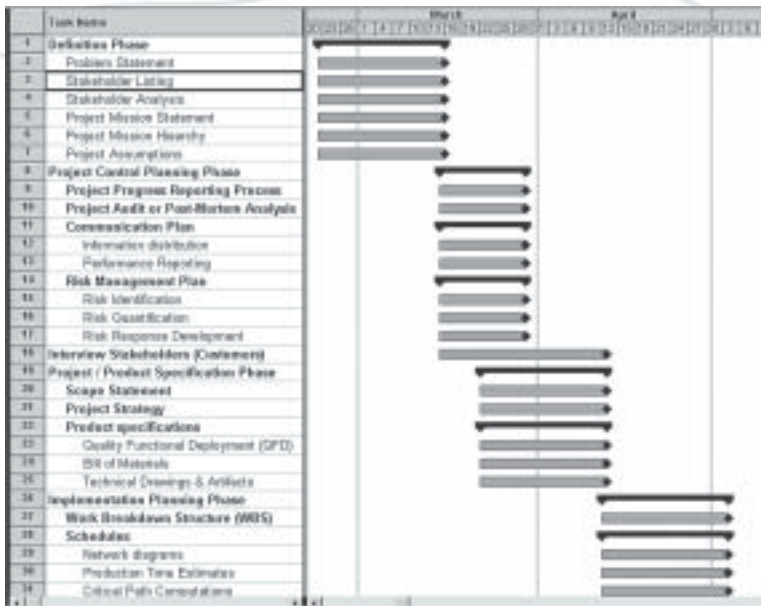 Task Name
March
April
1 Definition Phase
2 Problem Statement
3 Stakeholder Listing
4 Stakeholder Analysis
5 Project Mission Statement
6 Project Mission Hiearchy
7 Project Assumptions
8 Project Control Planning Phase
9 Project Progress Reporting Process
10 Project Audit or Post-Mortem Analysis
11 Communication Plan
12 Information distribution
13 Performance Reporting
14 Risk Management Plan
15 Risk Identification
16 Risk Quantification
17 Risk Response Development
18 Interview Stakeholders (Customers)
19 Project / Product Specification Phase
20 Scope Statement
21 Project Strategy
22 Product specifications
23 Quality Functional Deployment (QFD)
24 Bill of Materials
25 Technical Drawings & Artifacts
26 Implementation Planning Phase
27 Work Breakdown Structure (WBS)
28 Schedules
29 Network diagrams
30 Production Time Estimates
31 Critical Path Computations